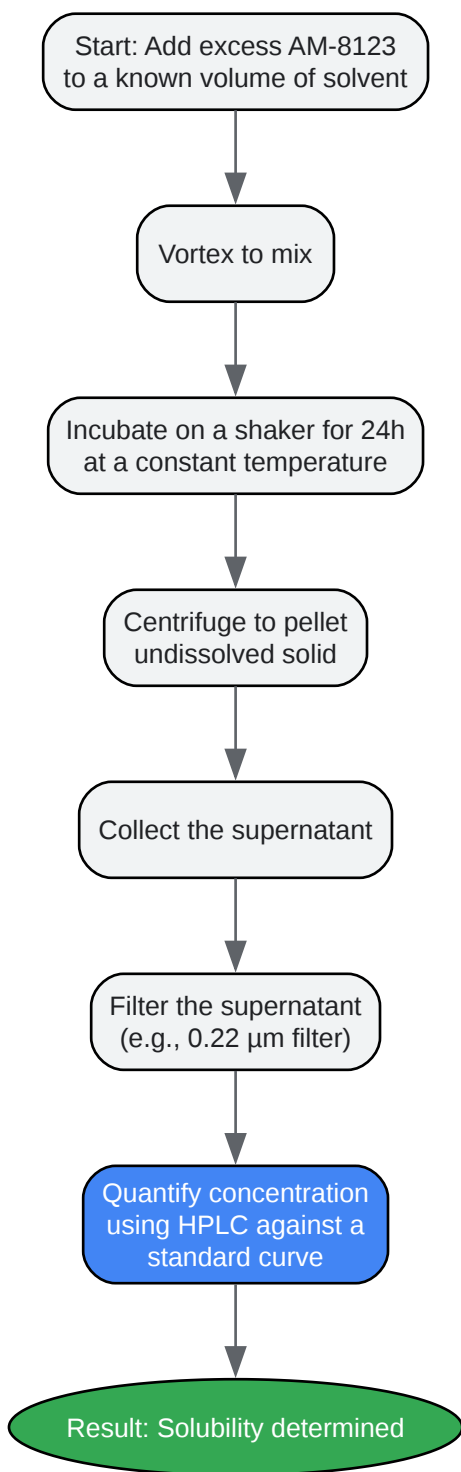 Start: Add excess AM-8123
to a known volume of solvent
Vortex to mix
Incubate on a shaker for 24h
at a constant temperature
Centrifuge to pellet
undissolved solid
Collect the supernatant
Filter the supernatant
(e.g., 0.22 µm filter)
Quantify concentration
using HPLC against a
standard curve
Result: Solubility determined